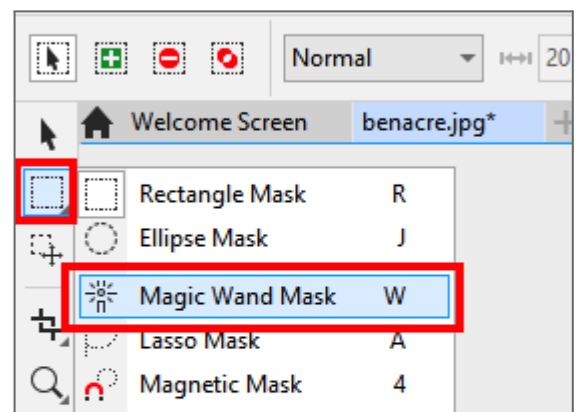 Normal 20
Welcome Screen benacre.jpg*
Rectangle Mask R
Ellipse Mask J
Magic Wand Mask W
Lasso Mask A
Magnetic Mask 4